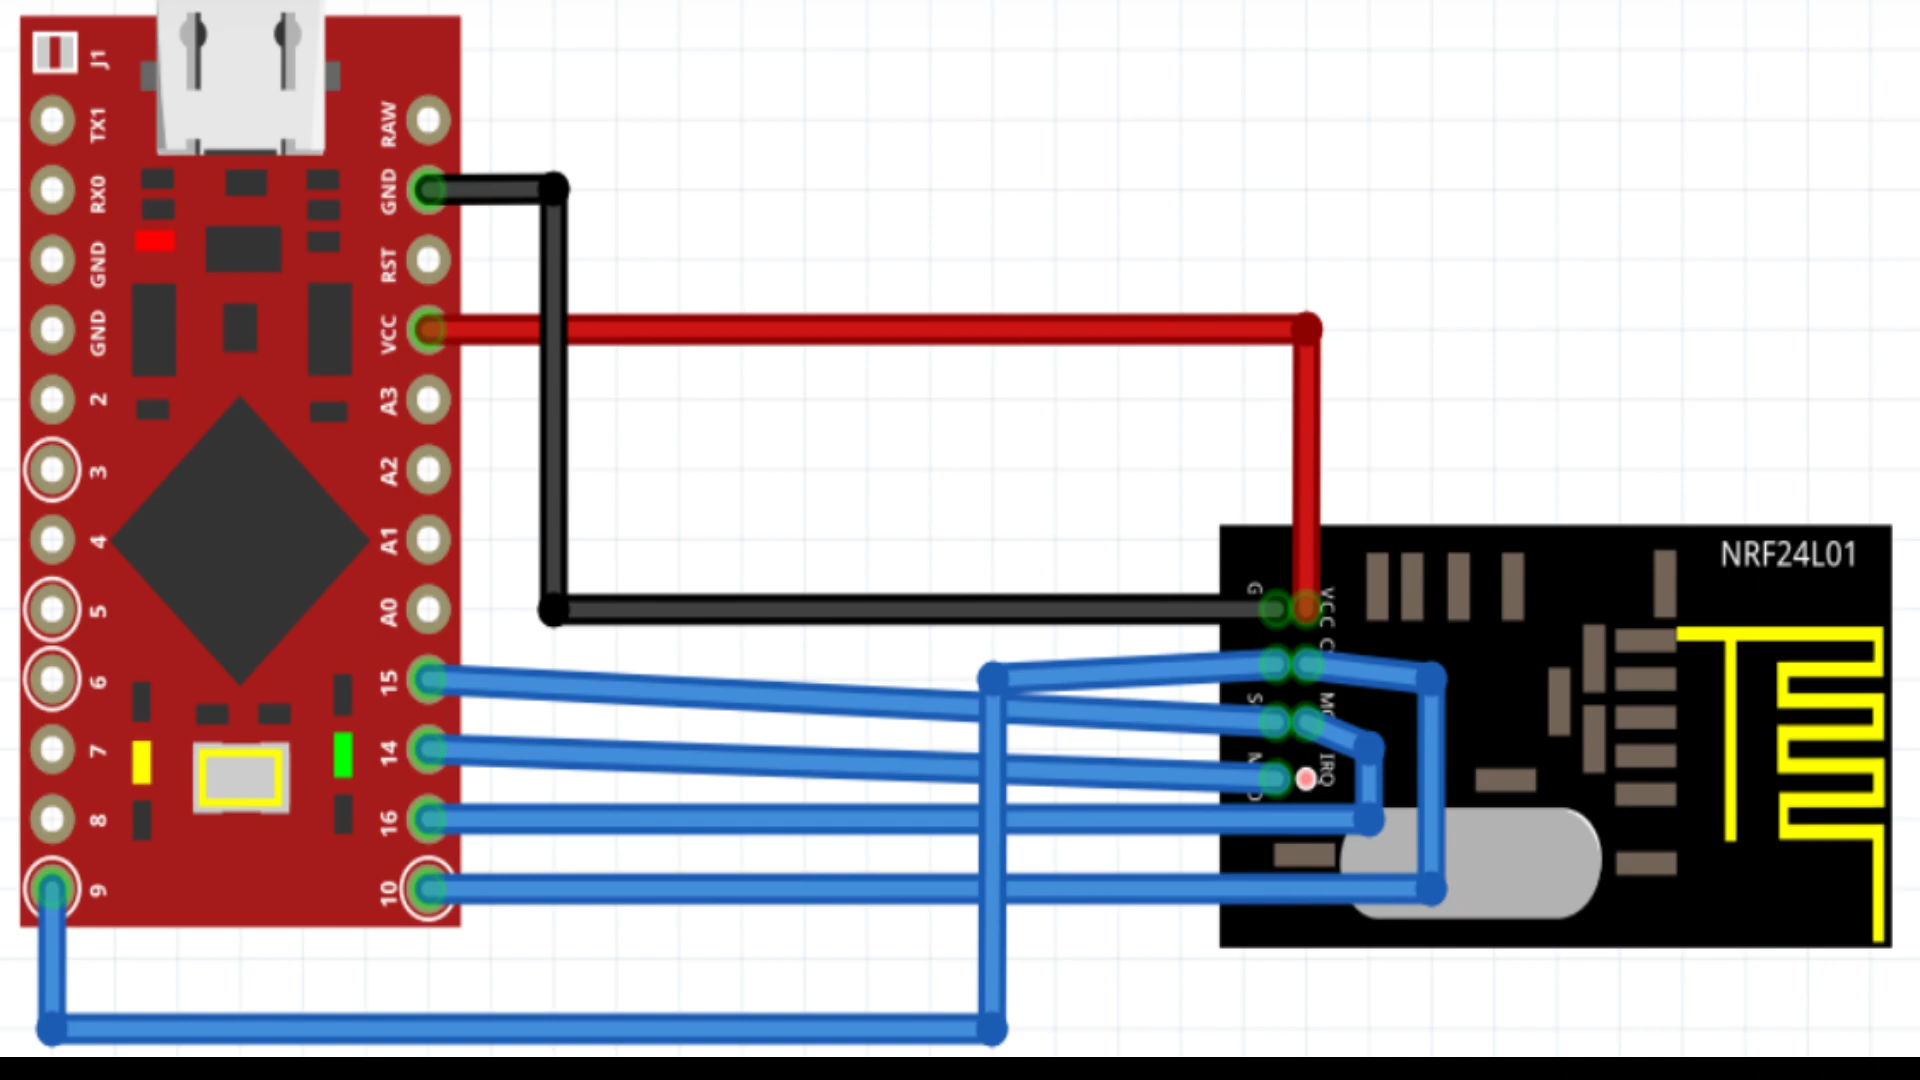 J1
TX1
RX0
GND
GND
2
3
4
5
6
7
8
9
RAW
GND
RST
VCC
A3
A2
A1
A0
15
14
16
10
NRF24L01
G
VCC
S
IRQ